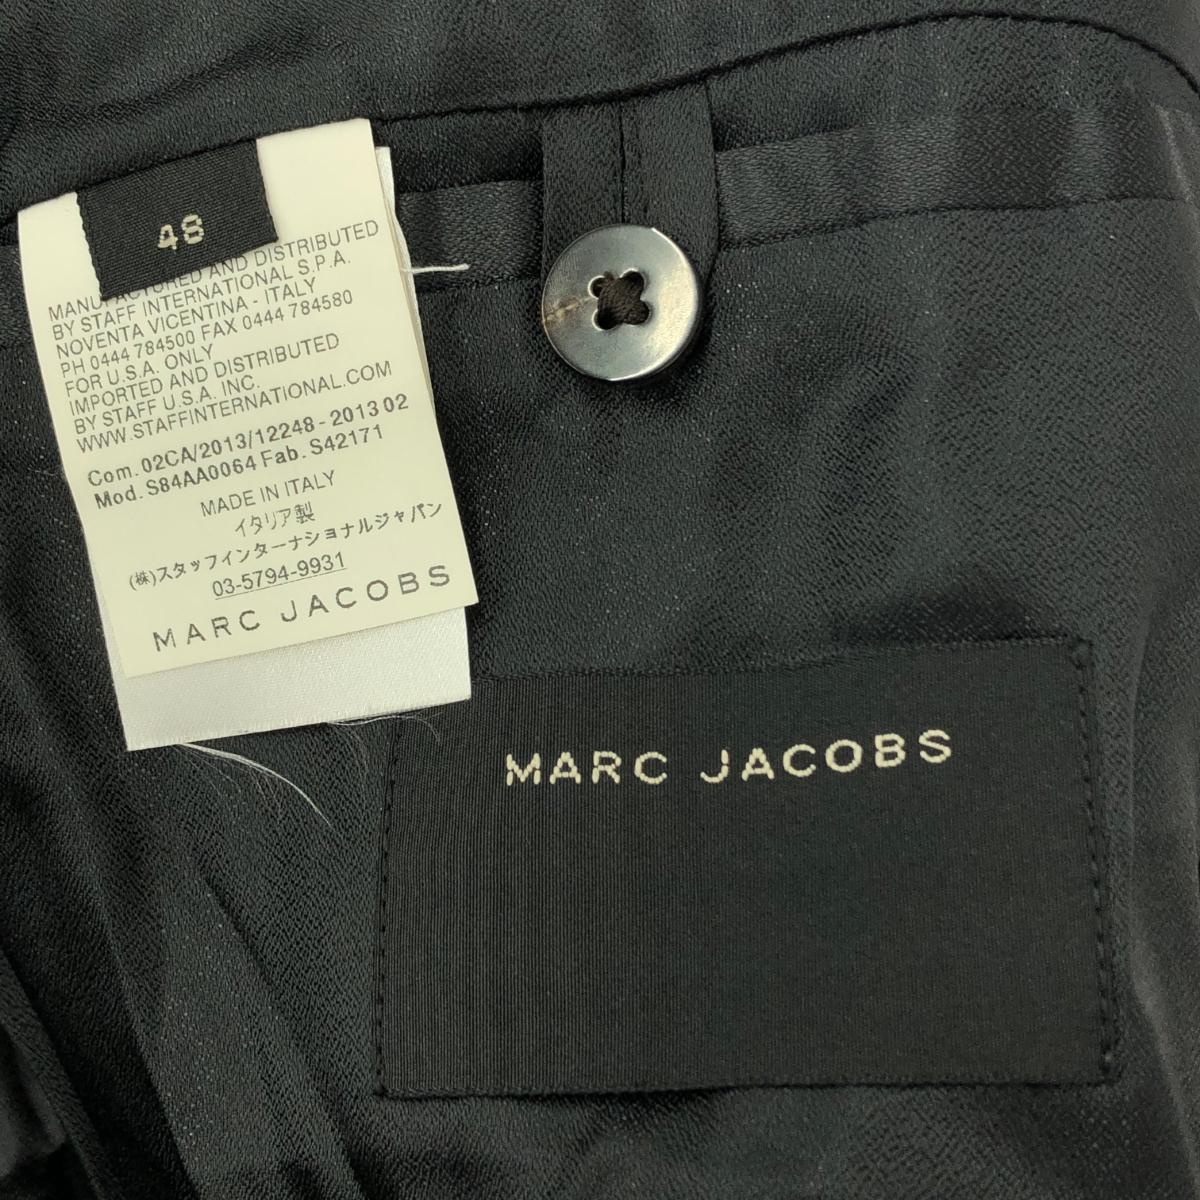 48
MANUFACTURED AND DISTRIBUTED
BY STAFF INTERNATIONAL S.P.A.
NOVENTA VICENTINA - ITALY
PH 0444 784500 FAX 0444 784580
FOR U.S.A. ONLY
IMPORTED AND DISTRIBUTED
BY STAFF U.S.A. INC.
WWW.STAFFINTERNATIONAL.COM
Com. 02CA/2013/12248 - 2013 02
Mod. S84AA0064 Fab. S42171
MADE IN ITALY
イタリア製
(株)スタッフインターナショナルジャパン
03-5794-9931
MARC JACOBS
MARC JACOBS